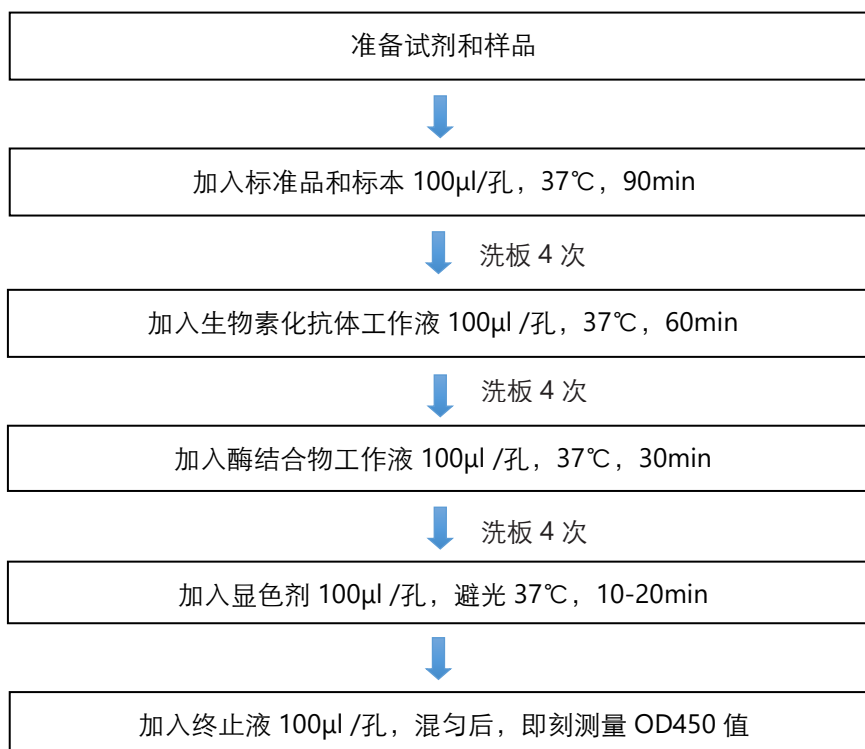 准备试剂和样品
加入标准品和标本 100μl/孔，37℃，90min
洗板 4 次
加入生物素化抗体工作液 100μl /孔，37℃，60min
洗板 4 次
加入酶结合物工作液 100μl /孔，37℃，30min
洗板 4 次
加入显色剂 100μl /孔，避光 37℃，10-20min
加入终止液 100μl /孔，混匀后，即刻测量 OD450 值